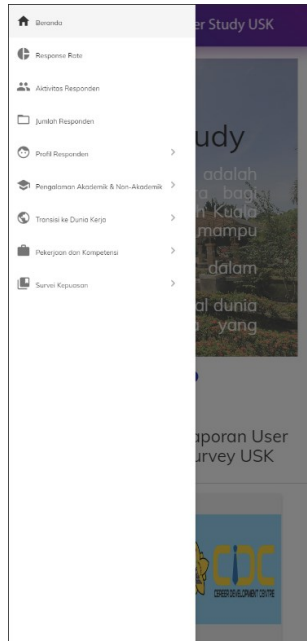 Beranda
er Study USK
Response Rate
Aktivitas Responden
Jumlah Responden
Profil Responden
Pengalaman Akademik & Non-Akademik
Transisi ke Dunia Kerja
Pekerjaan dan Kompetensi
Survei Kepuasan
udy
adalah
bagi
Kuala
mampu
dalam
al dunia
yang
aporan User
urvey USK
CDC
CAREER DEVELOPMENT CENTRE